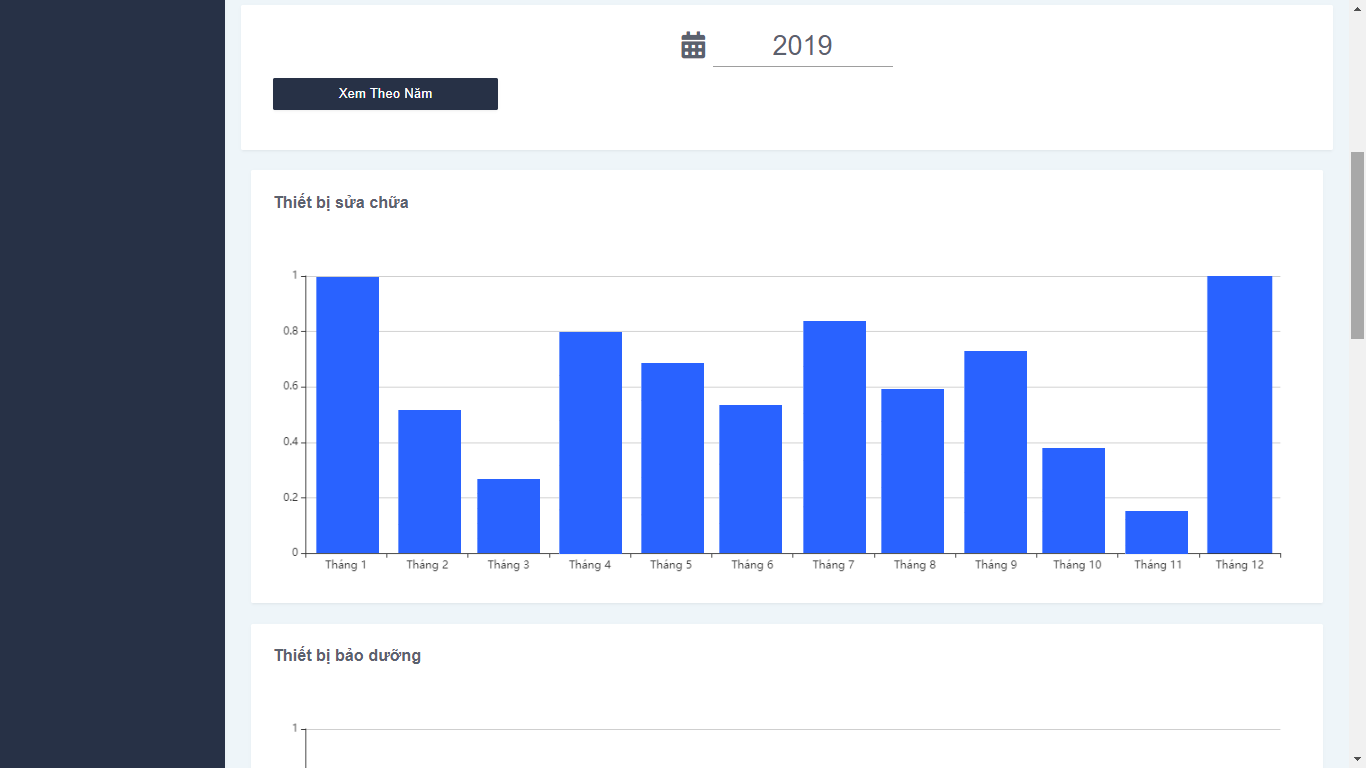 2019
Xem Theo Năm
Thiết bị sửa chữa
1
0.8
0.6
0.4
0.2
0
Tháng 1 Tháng 2 Tháng 3 Tháng 4 Tháng 5 Tháng 6 Tháng 7 Tháng 8 Tháng 9 Tháng 10 Tháng 11 Tháng 12
Thiết bị bảo dưỡng
1